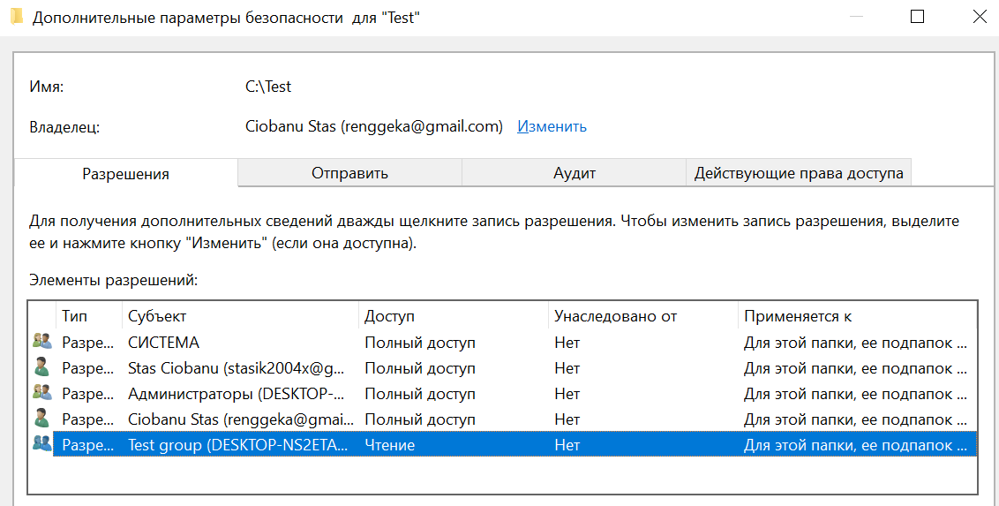 Дополнительные параметры безопасности для "Test"
Имя: C:\Test
Владелец: Ciobanu Stas (renggeka@gmail.com) Изменить
Разрешения Отправить Аудит Действующие права доступа
Для получения дополнительных сведений дважды щелкните запись разрешения. Чтобы изменить запись разрешения, выделите
ее и нажмите кнопку "Изменить" (если она доступна).
Элементы разрешений:
Тип Субъект Доступ Унаследовано от Применяется к
Разре... СИСТЕМА Полный доступ Нет Для этой папки, ее подпапок ...
Разре... Stas Ciobanu (stasik2004x@g... Полный доступ Нет Для этой папки, ее подпапок ...
Разре... Администраторы (DESKTOP-... Полный доступ Нет Для этой папки, ее подпапок ...
Разре... Ciobanu Stas (renggeka@gmai... Полный доступ Нет Для этой папки, ее подпапок ...
Разре... Test group (DESKTOP-NS2ETA... Чтение Нет Для этой папки, ее подпапок ...